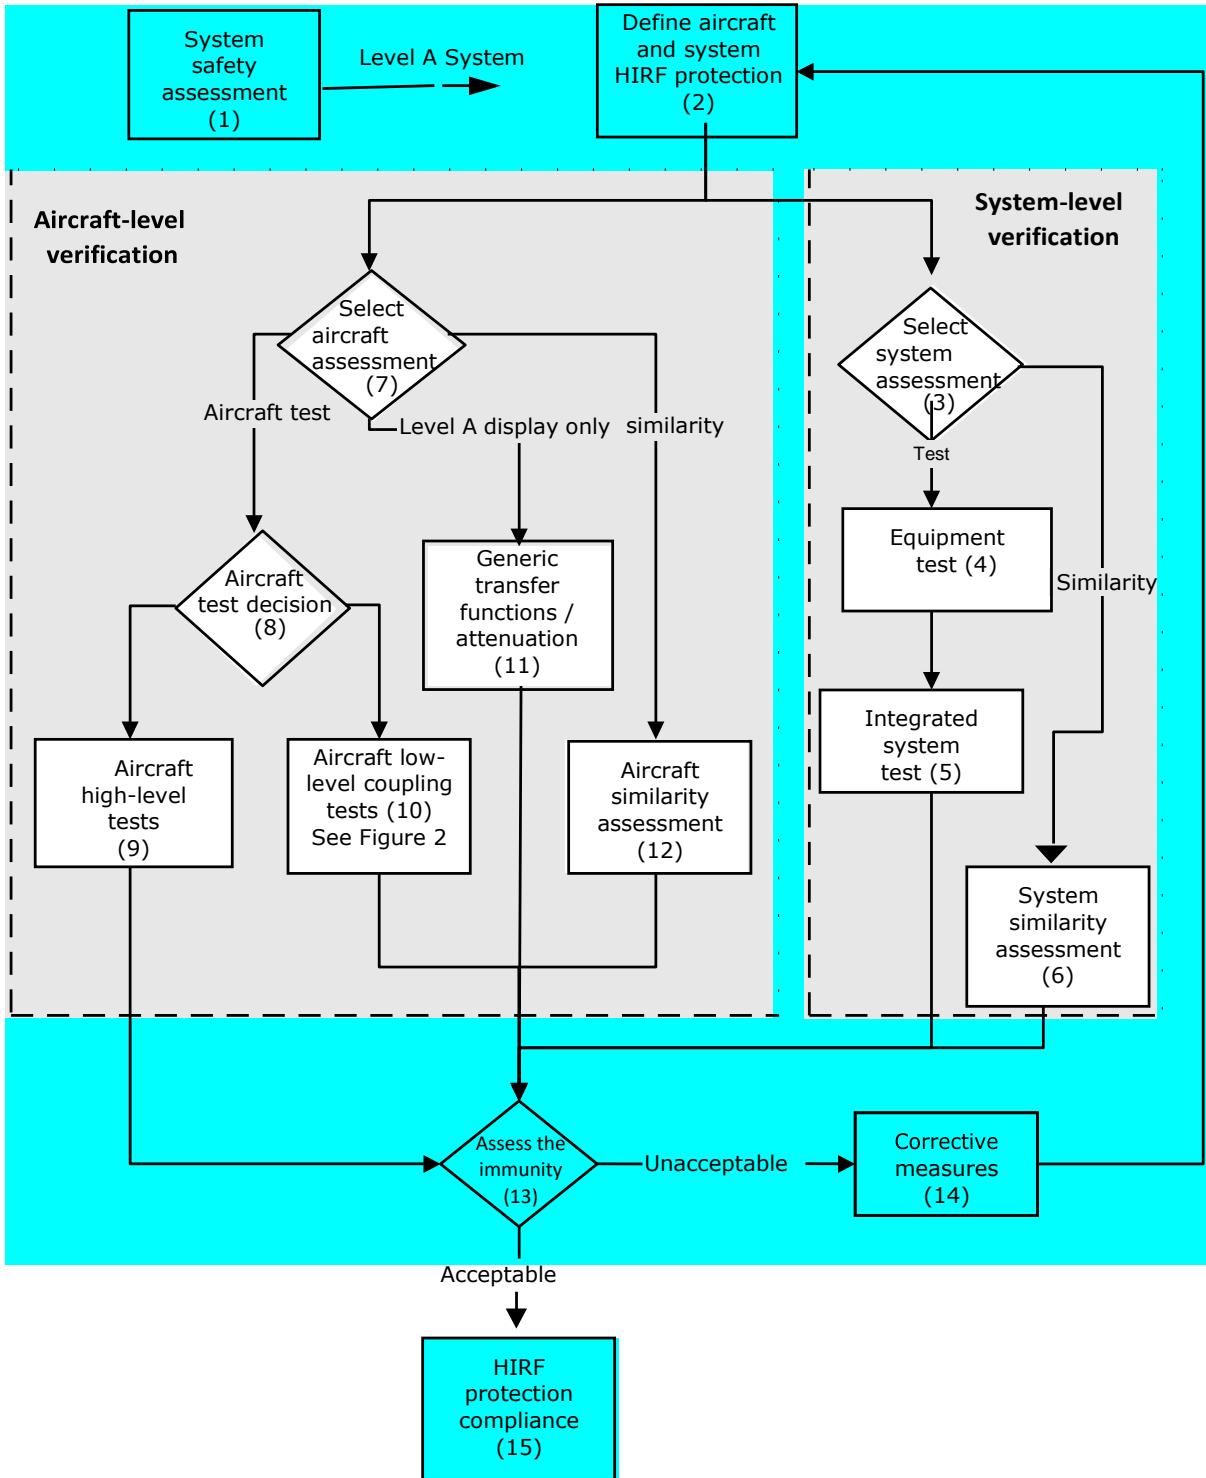 System
safety
assessment
(1)
Level A System
Define aircraft
and system
HIRF protection
(2)
Aircraft-level
verification
System-level
verification
Select
aircraft
assessment
(7)
Select
system
assessment
(3)
Aircraft test
Level A display only
similarity
Test
Aircraft
test decision
(8)
Generic
transfer
functions /
attenuation
(11)
Equipment
test (4)
Similarity
Aircraft
high-level
tests
(9)
Aircraft low-
level coupling
tests (10)
See Figure 2
Aircraft
similarity
assessment
(12)
Integrated
system
test (5)
System
similarity
assessment
(6)
Assess the
immunity
(13)
Unacceptable
Corrective
measures
(14)
Acceptable
HIRF
protection
compliance
(15)